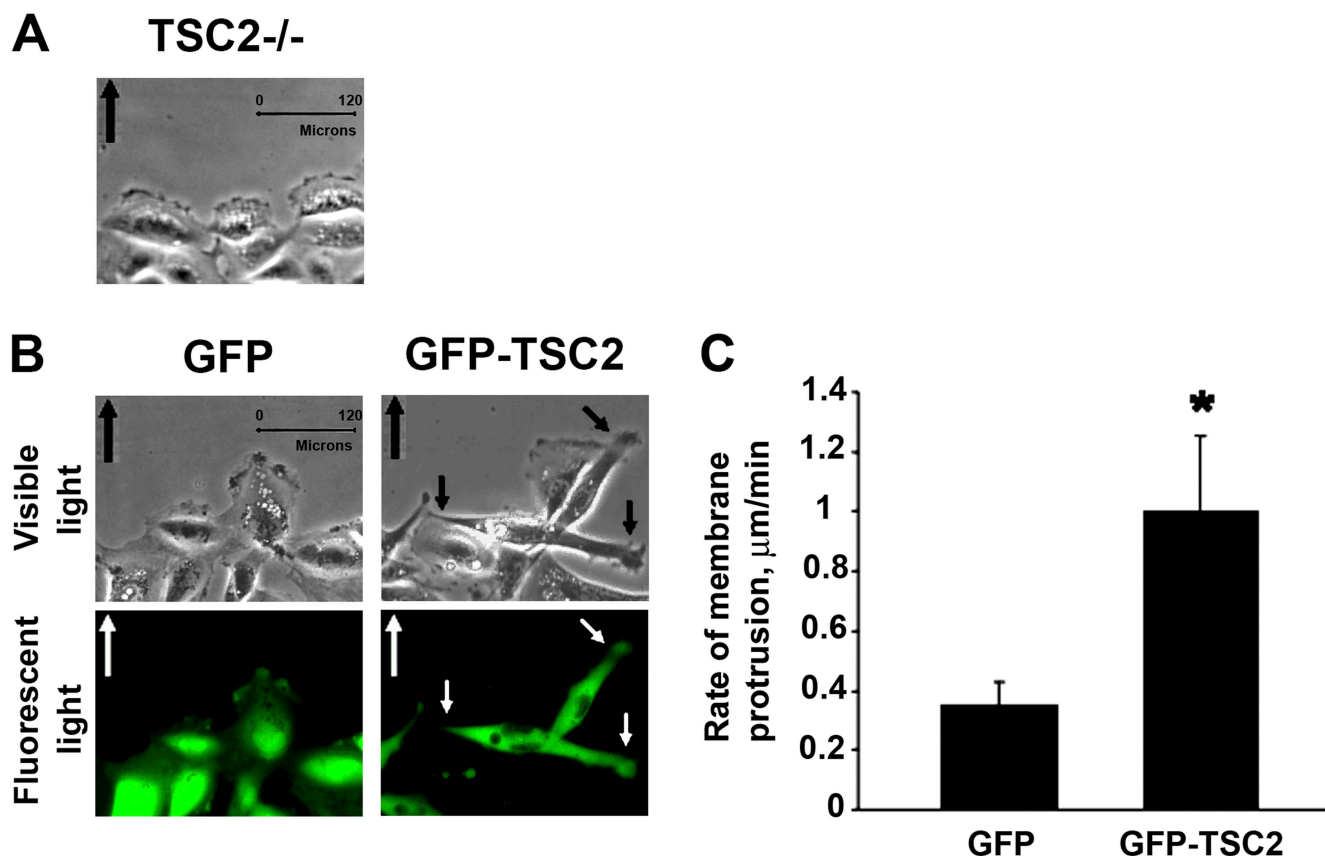 A
TSC2-/-
0 120
Microns
B
GFP
GFP-TSC2
Visible
light
0 120
Microns
Fluorescent
light
C
Rate of membrane
protrusion, μm/min
1.4
1.2
1
0.8
0.6
0.4
0.2
0
*
GFP
GFP-TSC2